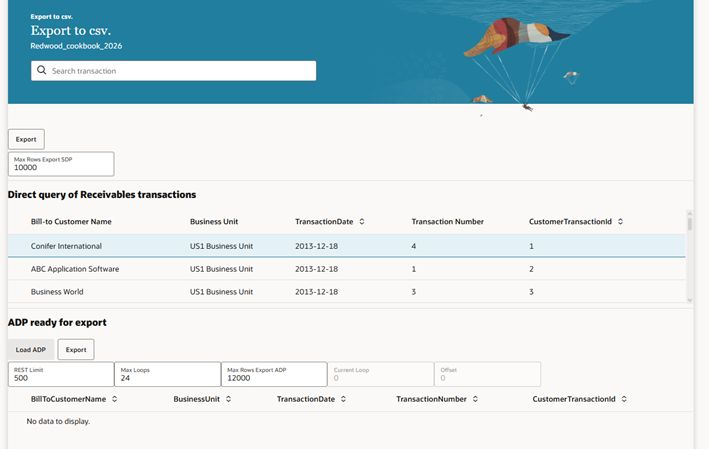 Export to csv.
Export to csv.
Redwood_cookbook_2026
Search transaction
Export
Max Rows Export SDP
10000
Direct query of Receivables transactions
Bill-to Customer Name Business Unit TransactionDate Transaction Number CustomerTransactionId
Conifer International US1 Business Unit 2013-12-18 4 1
ABC Application Software US1 Business Unit 2013-12-18 1 2
Business World US1 Business Unit 2013-12-18 3 3
ADP ready for export
Load ADP Export
REST Limit Max Loops Max Rows Export ADP Current Loop Offset
500 24 12000 0 0
BillToCustomerName BusinessUnit TransactionDate TransactionNumber CustomerTransactionId
No data to display.